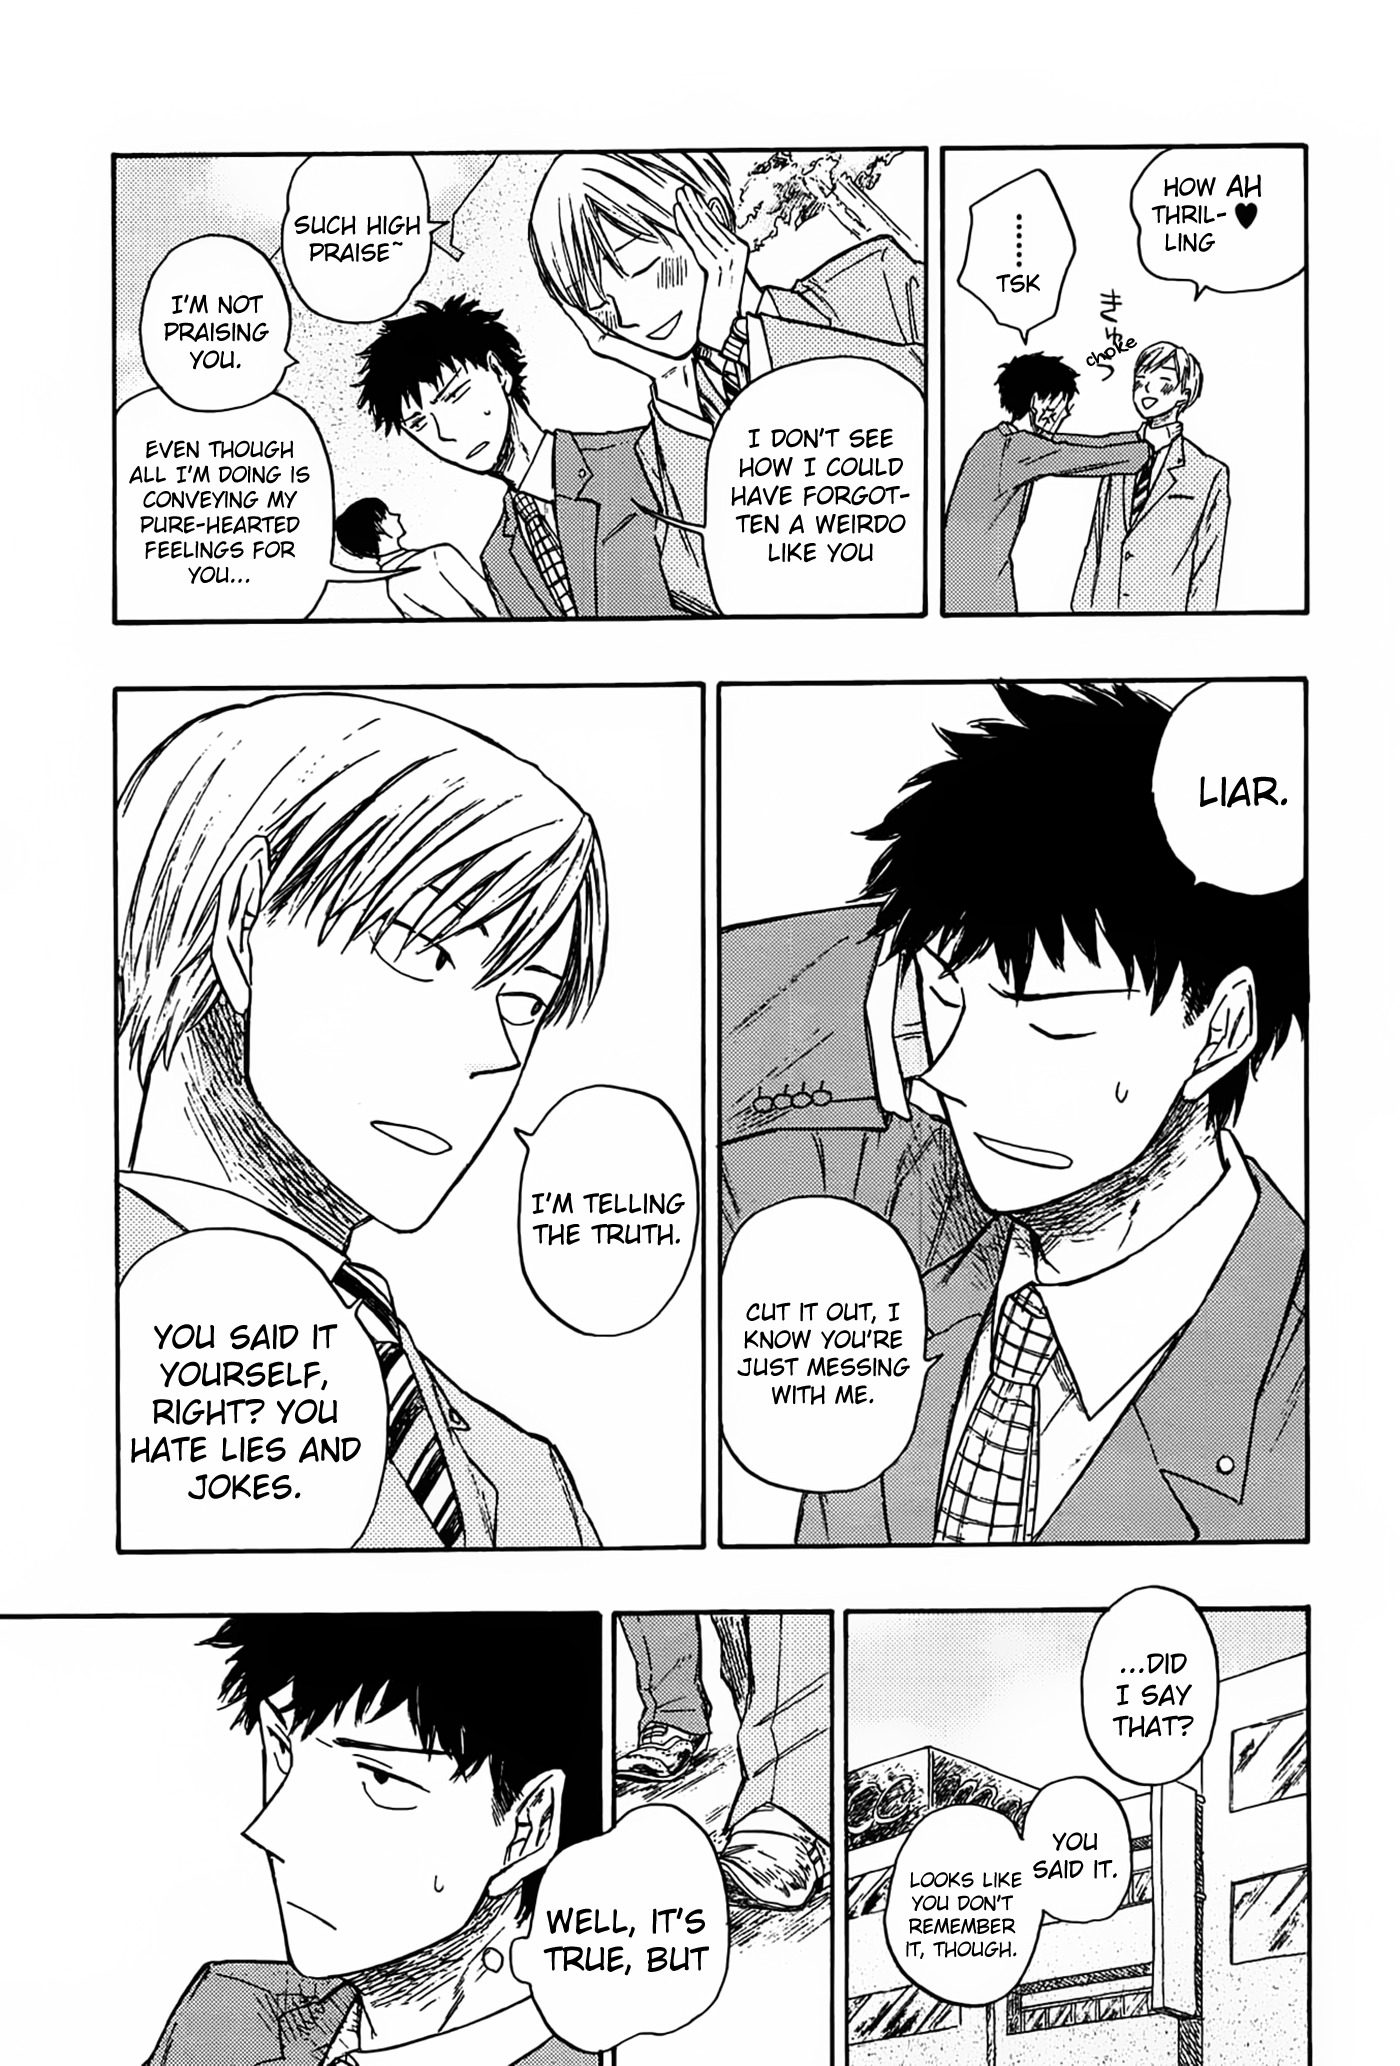 AH
HOW
THRIL-
LING
♥
……
TSK
きゅっ
choke
I DON'T SEE
HOW I COULD
HAVE FORGOT-
TEN A WEIRDO
LIKE YOU
SUCH HIGH
PRAISE~
I'M NOT
PRAISING
YOU.
EVEN THOUGH
ALL I'M DOING IS
CONVEYING MY
PURE-HEARTED
FEELINGS FOR
YOU...
LIAR.
CUT IT OUT, I
KNOW YOU'RE
JUST MESSING
WITH ME.
I'M TELLING
THE TRUTH.
YOU SAID IT
YOURSELF,
RIGHT? YOU
HATE LIES AND
JOKES.
...DID
I SAY
THAT?
YOU
SAID IT.
LOOKS LIKE
YOU DON'T
REMEMBER
IT, THOUGH.
WELL, IT'S
TRUE, BUT